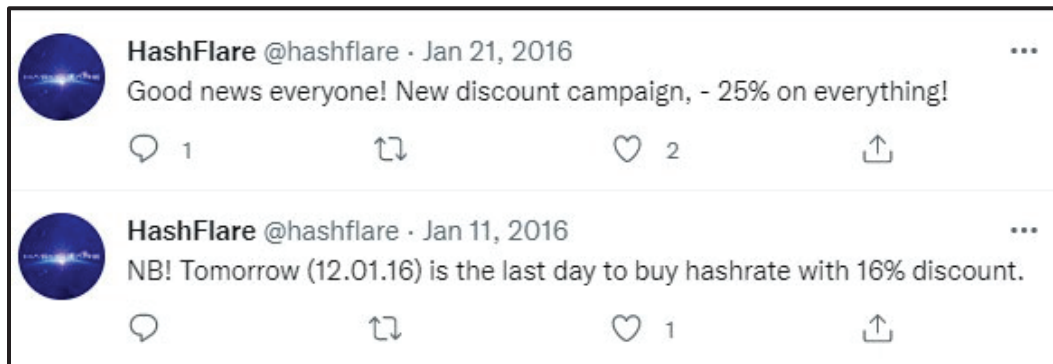 HashFlare @hashflare · Jan 21, 2016
Good news everyone! New discount campaign, - 25% on everything!
1 2
HashFlare @hashflare · Jan 11, 2016
NB! Tomorrow (12.01.16) is the last day to buy hashrate with 16% discount.
1